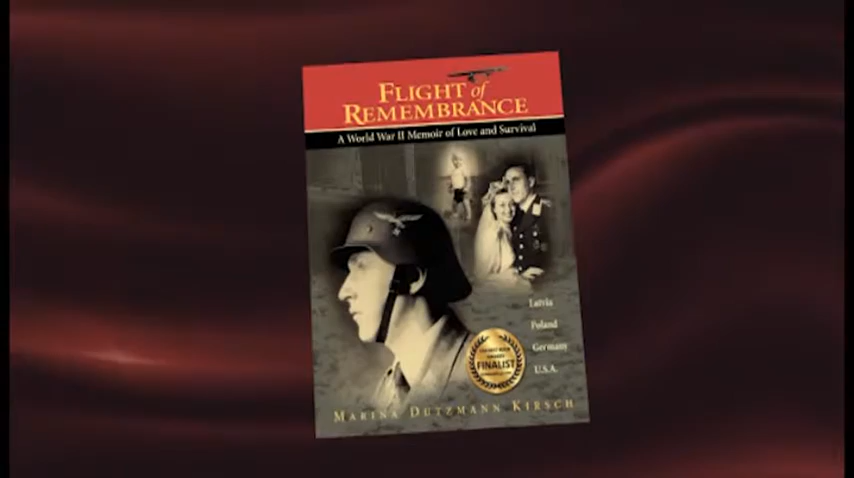 FLIGHT of
REMEMBRANCE
A World War II Memoir of Love and Survival
Latvia
Poland
Germany
U.S.A.
FINALIST
MARINA DUTZMANN KIRSCH